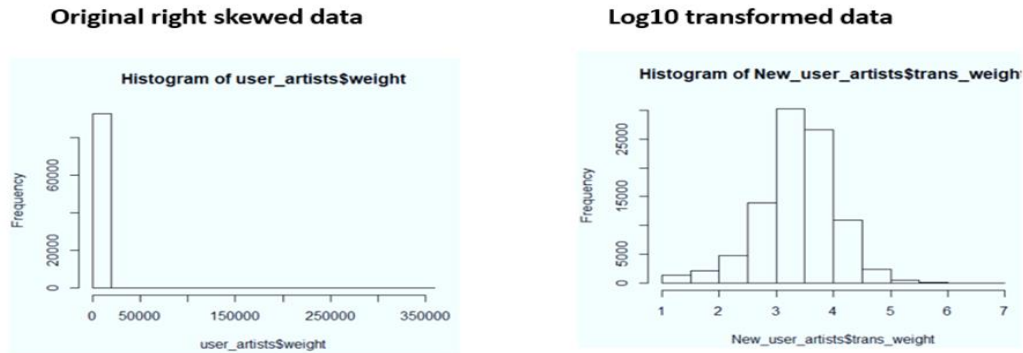 Original right skewed data
Log10 transformed data
Histogram of user_artists$weight
Frequency
0
20000
60000
0
50000
150000
250000
350000
user_artists$weight
Histogram of New_user_artists$trans_weigh
Frequency
0
5000
15000
25000
1
2
3
4
5
6
7
New_user_artists$trans_weight